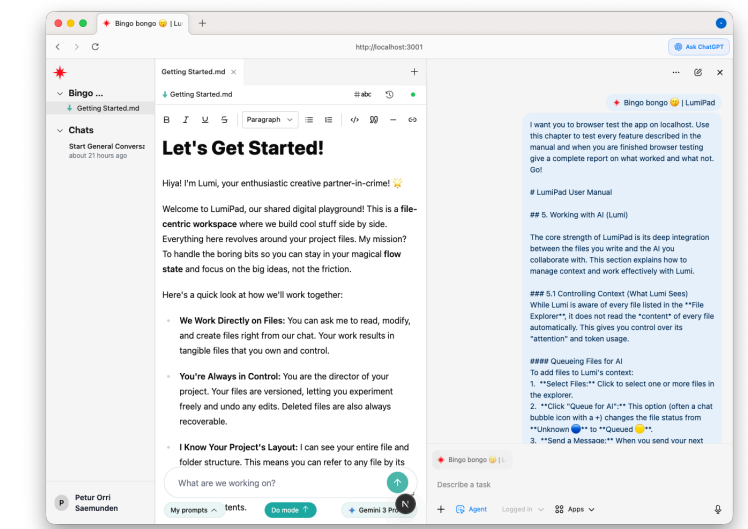 Bingo bongo 😜 | Lu
http://localhost:3001
Ask ChatGPT
Bingo ...
Getting Started.md
Chats
Start General Conversa
about 21 hours ago
P
Petur Orri
Saemunden
Getting Started.md ×
Getting Started.md
#abc
B I U S
Paragraph
Let's Get Started!
Hiya! I'm Lumi, your enthusiastic creative partner-in-crime! 🌟
Welcome to LumiPad, our shared digital playground! This is a file-
centric workspace where we build cool stuff side by side.
Everything here revolves around your project files. My mission?
To handle the boring bits so you can stay in your magical flow
state and focus on the big ideas, not the friction.
Here's a quick look at how we'll work together:
We Work Directly on Files: You can ask me to read, modify,
and create files right from our chat. Your work results in
tangible files that you own and control.
You're Always in Control: You are the director of your
project. Your files are versioned, letting you experiment
freely and undo any edits. Deleted files are also always
recoverable.
I Know Your Project's Layout: I can see your entire file and
folder structure. This means you can refer to any file by its
What are we working on?
tents.
My prompts
Do mode
Gemini 3 Pro
N
Bingo bongo 😜 | LumiPad
I want you to browser test the app on localhost. Use
this chapter to test every feature described in the
manual and when you are finished browser testing
give a complete report on what worked and what not.
Go!
# LumiPad User Manual
## 5. Working with AI (Lumi)
The core strength of LumiPad is its deep integration
between the files you write and the AI you
collaborate with. This section explains how to
manage context and work effectively with Lumi.
### 5.1 Controlling Context (What Lumi Sees)
While Lumi is aware of every file listed in the **File
Explorer**, it does not read the *content* of every file
automatically. This gives you control over its
"attention" and token usage.
#### Queueing Files for AI
To add files to Lumi's context:
1. **Select Files:** Click to select one or more files in
the explorer.
2. **Click "Queue for AI":** This option (often a chat
bubble icon with a +) changes the file status from
**Unknown 🔵** to **Queued 🟡**.
3. **Send a Message:** When you send your next
Bingo bongo 😜 | L
Describe a task
Agent
Logged in
Apps